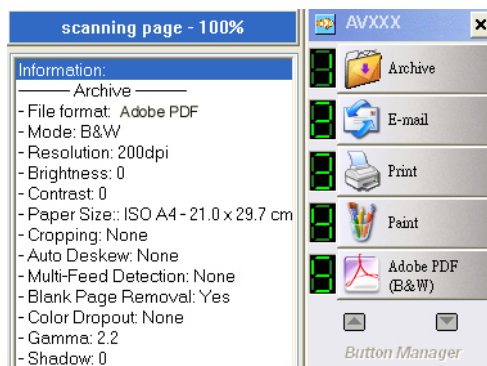 scanning page - 100%
Information:
Archive
- File format: Adobe PDF
- Mode: B&W
- Resolution: 200dpi
- Brightness: 0
- Contrast: 0
- Paper Size:: ISO A4 - 21.0 x 29.7 cm
- Cropping: None
- Auto Deskew: None
- Multi-Feed Detection: None
- Blank Page Removal: Yes
- Color Dropout: None
- Gamma: 2.2
- Shadow: 0
AVXXX
Archive
E-mail
Print
Paint
Adobe PDF
(B&W)
Button Manager